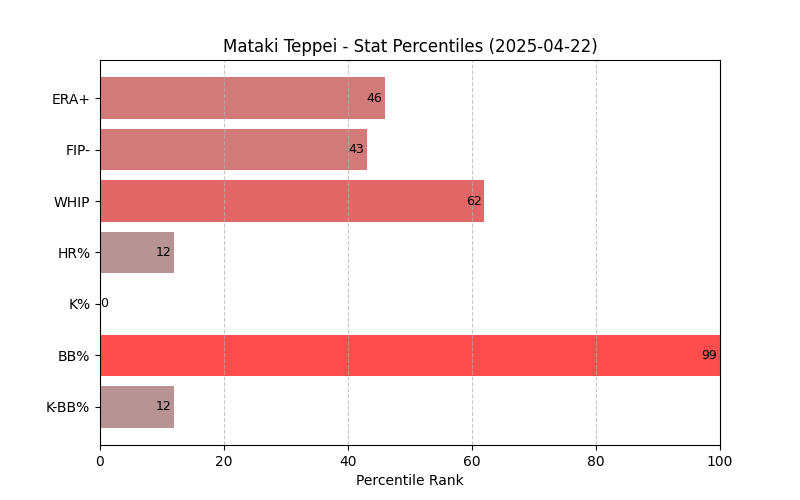 Mataki Teppei - Stat Percentiles (2025-04-22)
ERA+ 46
FIP- 43
WHIP 62
HR% 12
K% 0
BB% 99
K-BB% 12
0 20 40 60 80 100
Percentile Rank